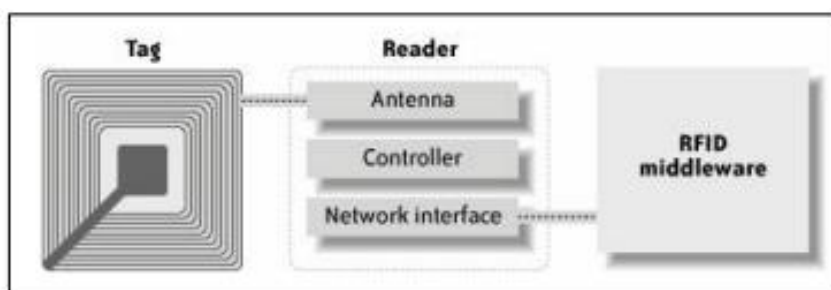 Tag
Reader
Antenna
Controller
Network interface
RFID
middleware